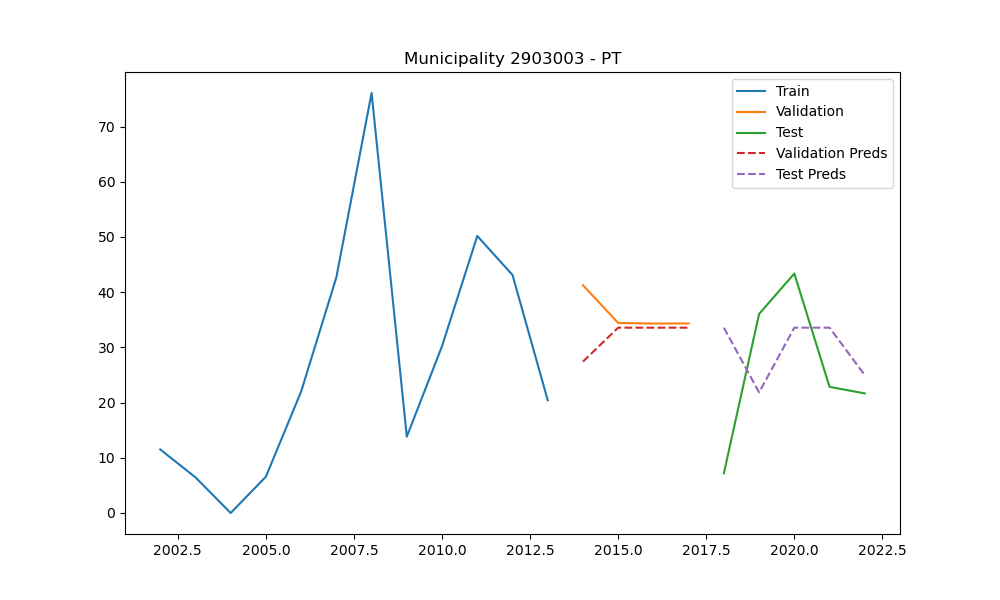 Municipality 2903003 - PT
Train
Validation
Test
Validation Preds
Test Preds
70
60
50
40
30
20
10
0
2002.5 2005.0 2007.5 2010.0 2012.5 2015.0 2017.5 2020.0 2022.5